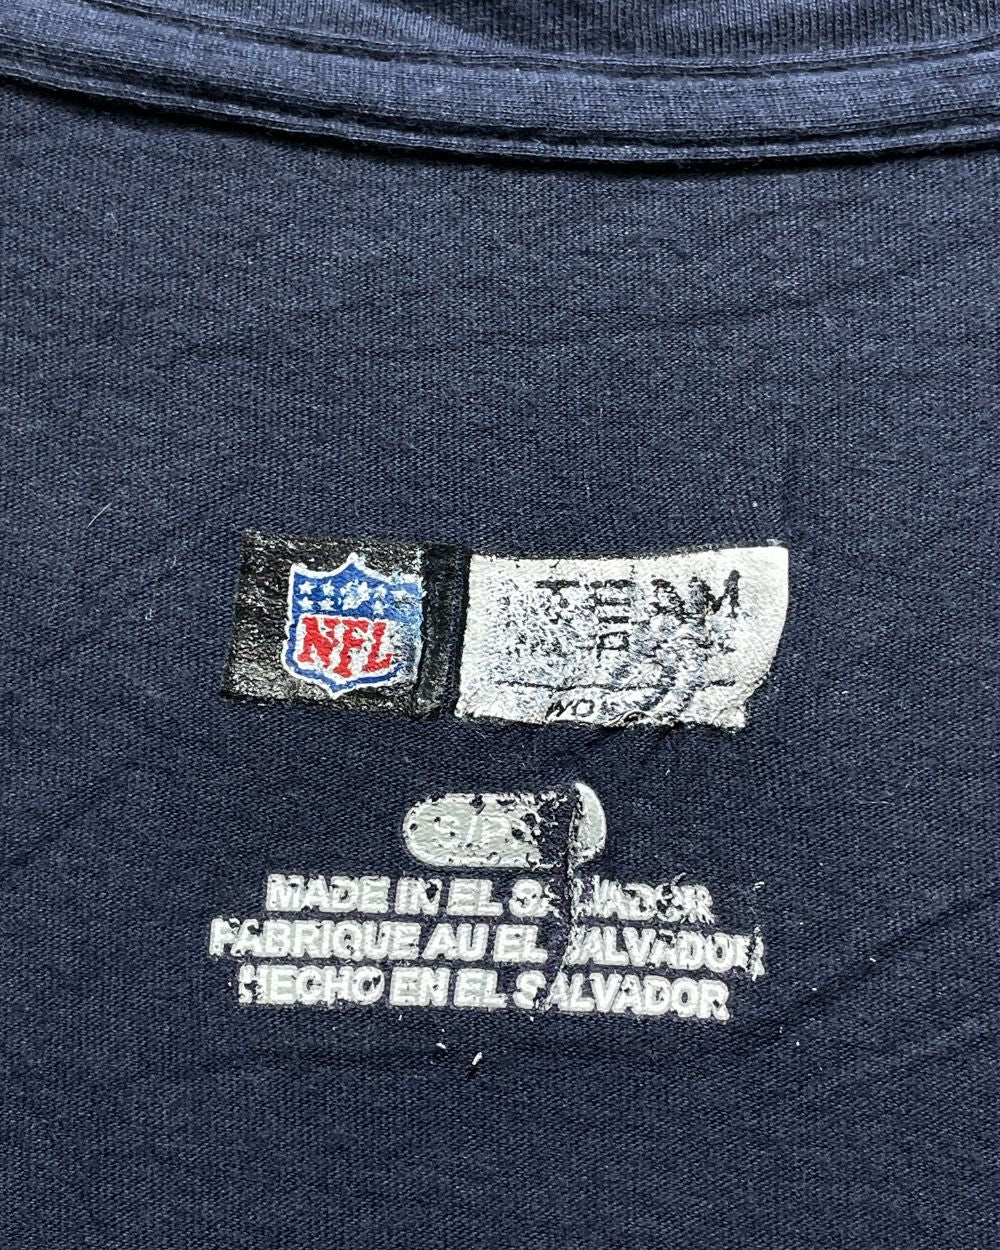 NFL
TEAM
S/P
MADE IN EL SALVADOR
FABRIQUE AU EL SALVADOR
HECHO EN EL SALVADOR